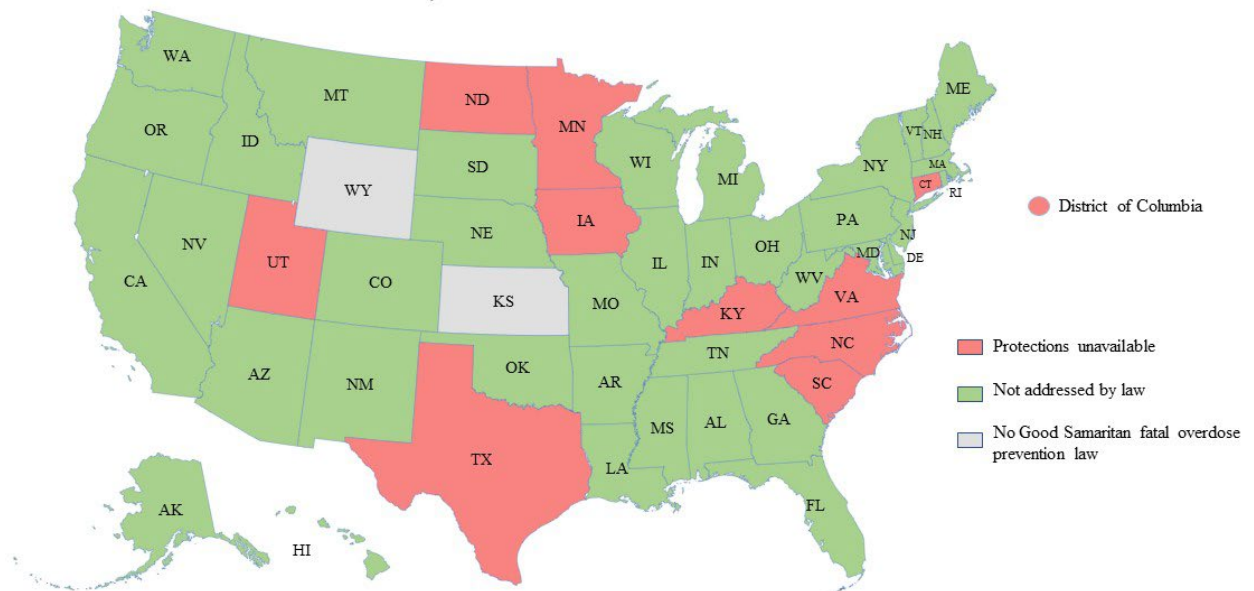 WA
MT
ND
MN
ME
OR
ID
SD
WI
MI
NY
VT
NH
MA
CT
RI
WY
IA
NE
PA
NJ
District of Columbia
NV
UT
CO
IL
IN
OH
MD
DE
CA
KS
MO
WV
VA
KY
NC
Protections unavailable
AZ
NM
OK
AR
TN
SC
Not addressed by law
TX
LA
MS
AL
GA
No Good Samaritan fatal overdose
prevention law
AK
HI
FL